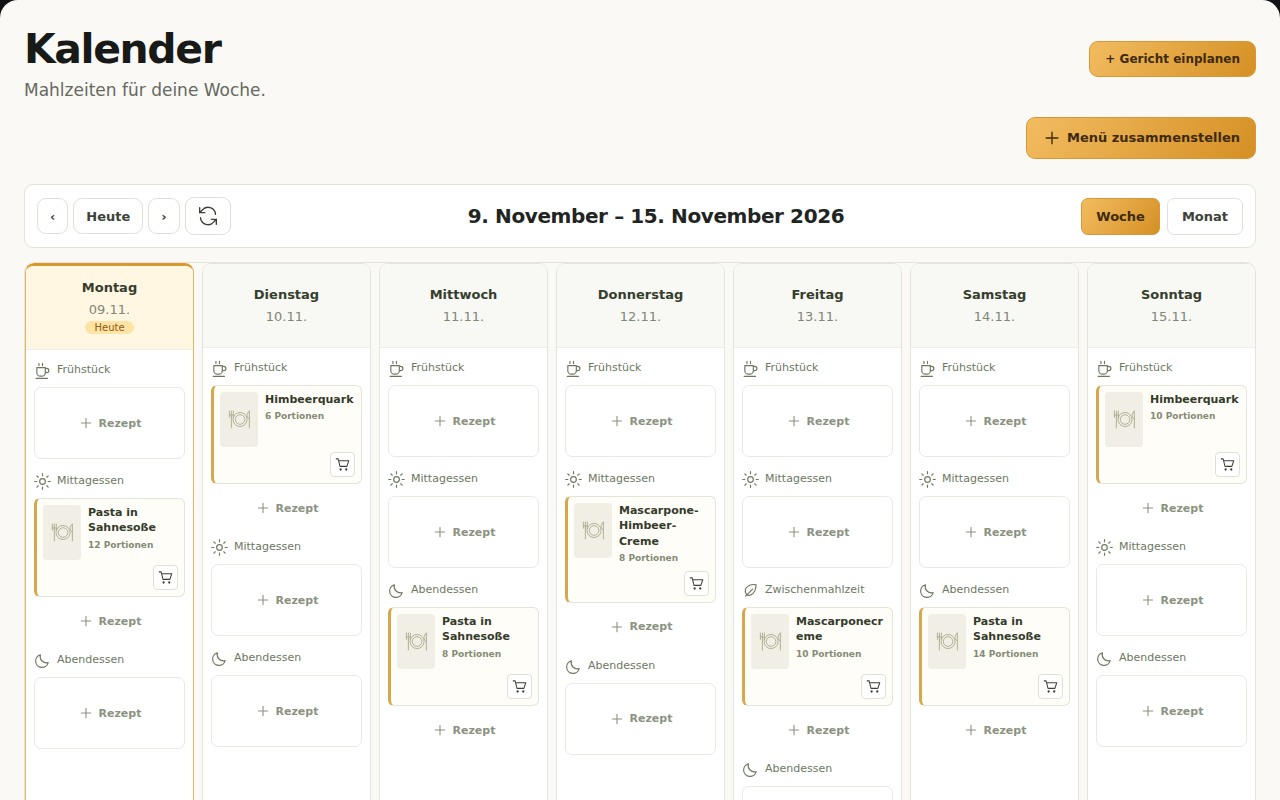 Kalender
Mahlzeiten für deine Woche.
+ Gericht einplanen
Menü zusammenstellen
‹
Heute
›
9. November – 15. November 2026
Woche
Monat
Montag
09.11.
Heute
Frühstück
Rezept
Mittagessen
Pasta in
Sahnesoße
12 Portionen
Rezept
Abendessen
Rezept
Dienstag
10.11.
Frühstück
Himbeerquark
6 Portionen
Rezept
Mittagessen
Rezept
Abendessen
Rezept
Mittwoch
11.11.
Frühstück
Rezept
Mittagessen
Rezept
Abendessen
Pasta in
Sahnesoße
8 Portionen
Rezept
Donnerstag
12.11.
Frühstück
Rezept
Mittagessen
Mascarpone-
Himbeer-
Creme
8 Portionen
Rezept
Abendessen
Rezept
Freitag
13.11.
Frühstück
Rezept
Mittagessen
Rezept
Zwischenmahlzeit
Mascarponecr
eme
10 Portionen
Rezept
Abendessen
Samstag
14.11.
Frühstück
Rezept
Mittagessen
Rezept
Abendessen
Pasta in
Sahnesoße
14 Portionen
Rezept
Sonntag
15.11.
Frühstück
Himbeerquark
10 Portionen
Rezept
Mittagessen
Rezept
Abendessen
Rezept